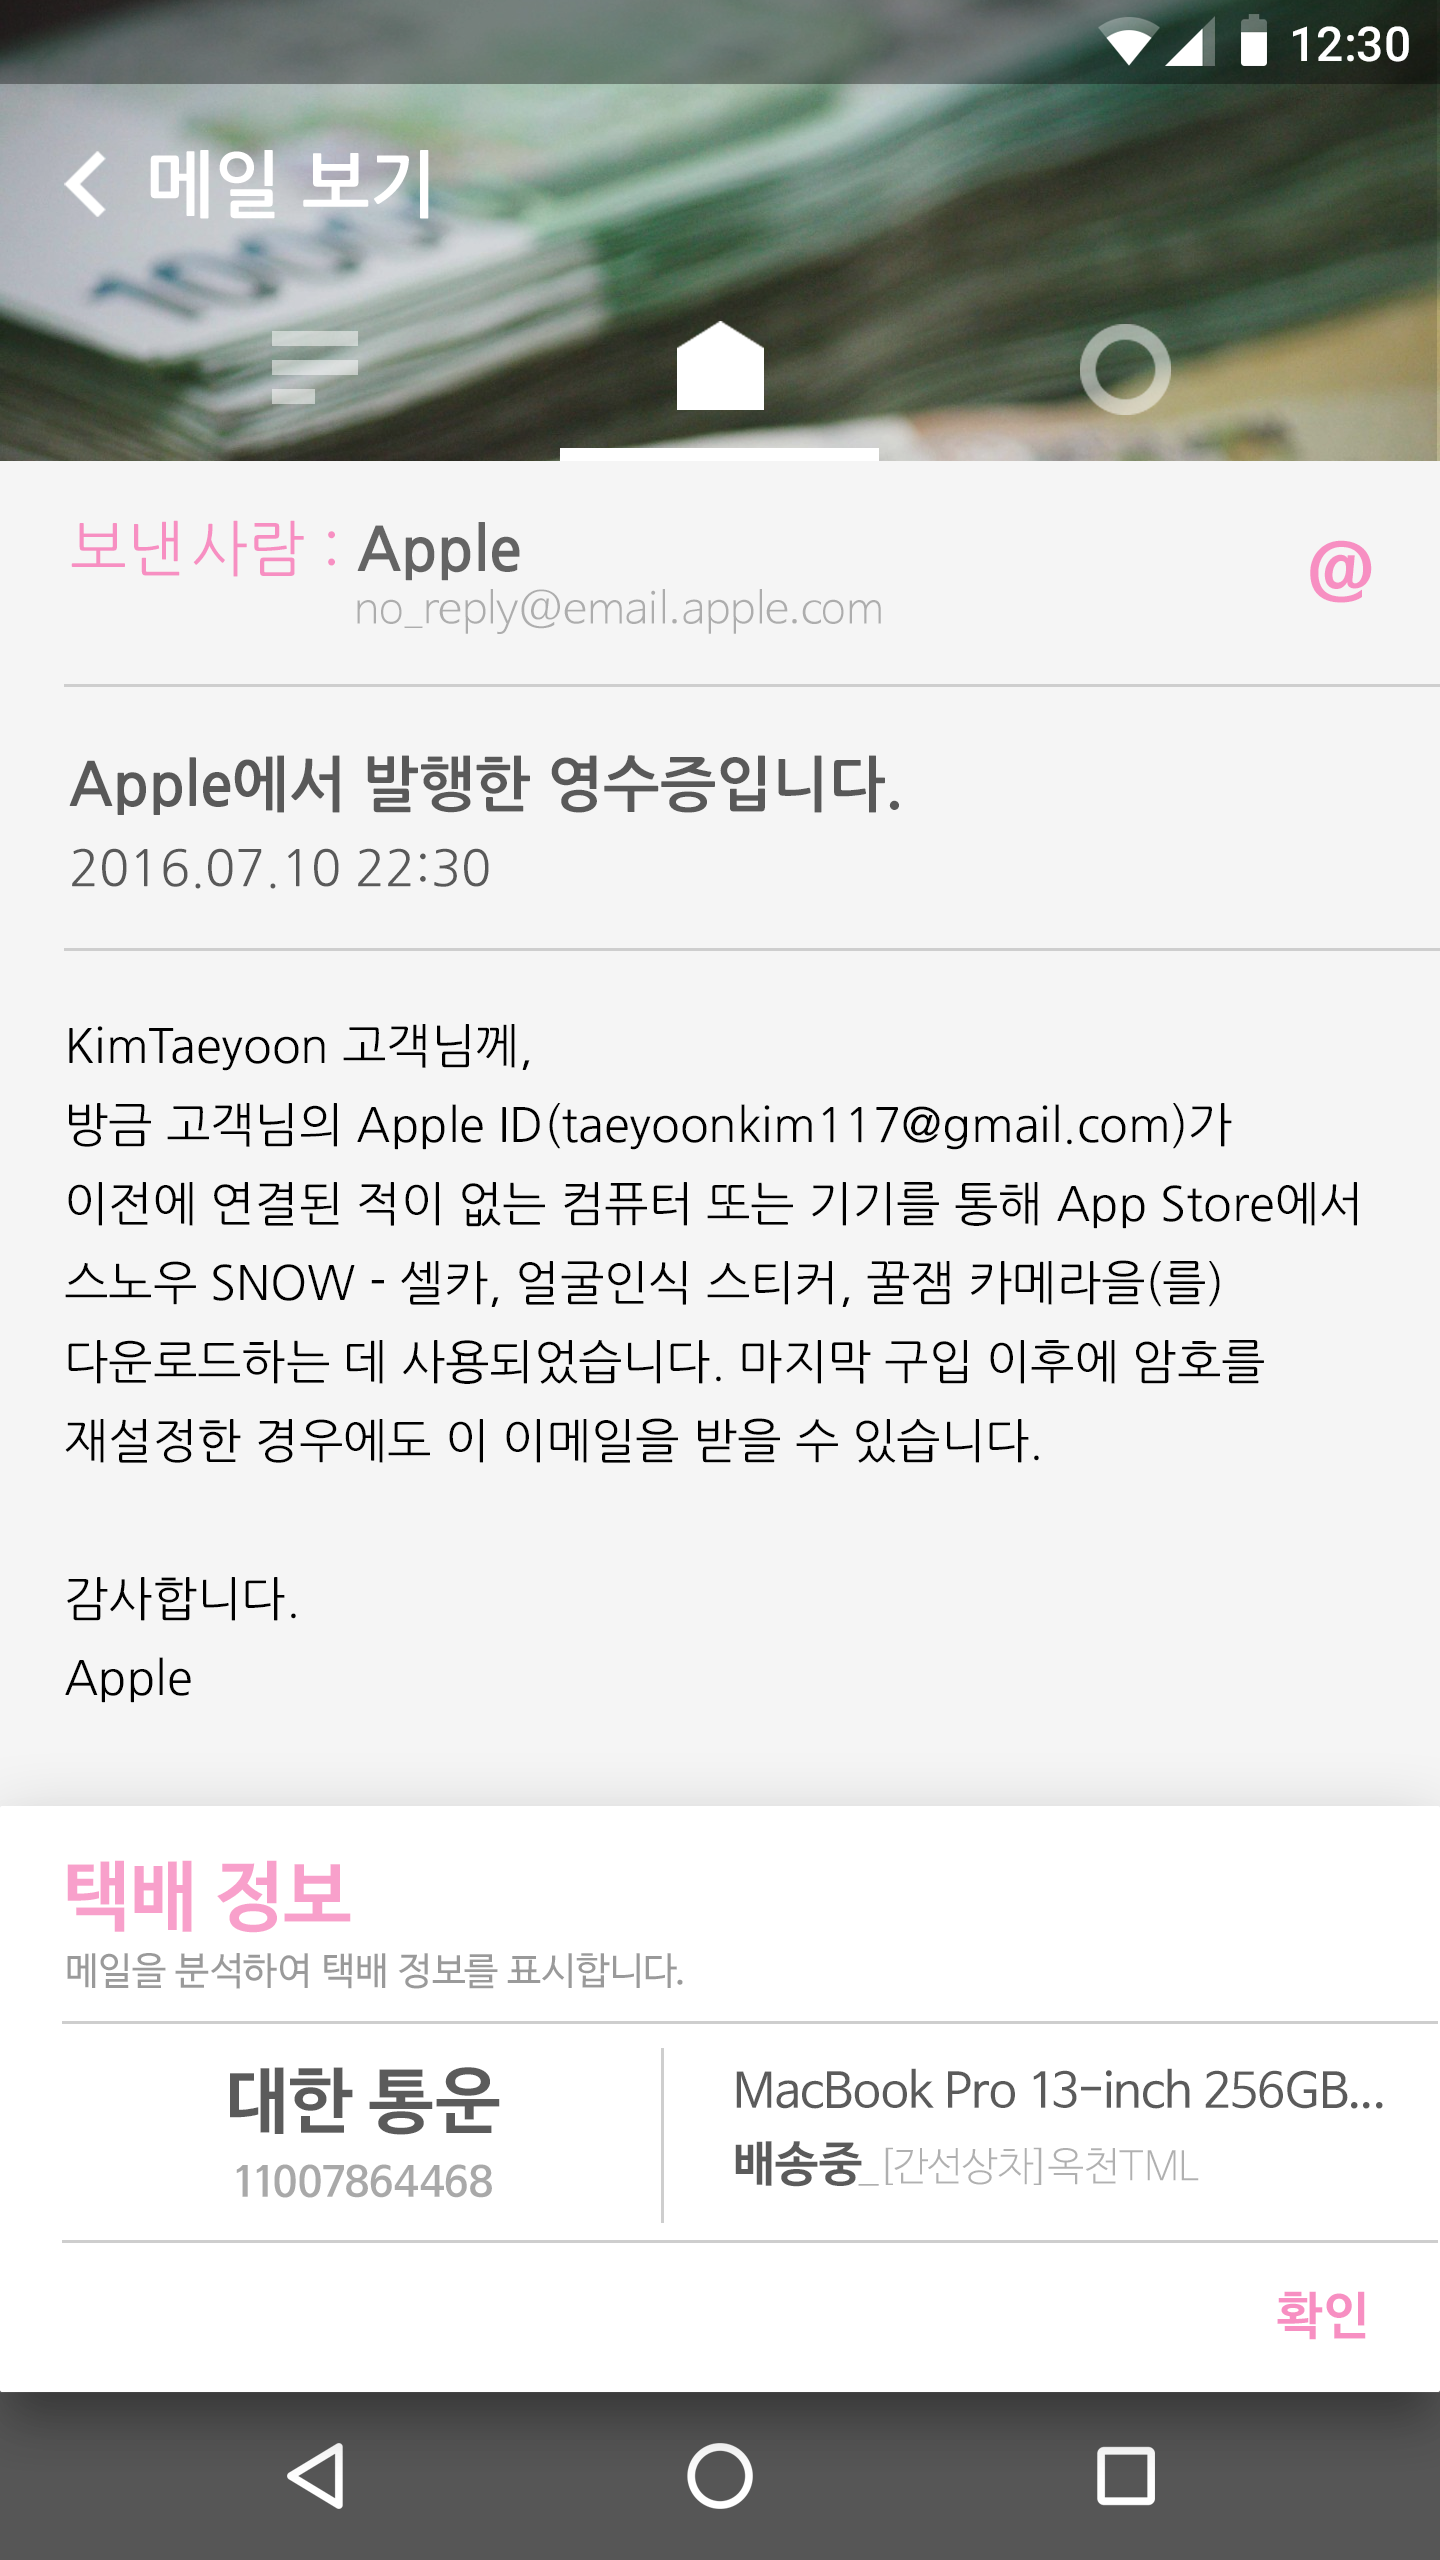 12:30
메일 보기
1000
보낸사람 : Apple
@
no_reply@email.apple.com
Apple에서 발행한 영수증입니다.
2016.07.10 22:30
KimTaeyoon 고객님께,
방금 고객님의 Apple ID(taeyoonkim117@gmail.com)가
이전에 연결된 적이 없는 컴퓨터 또는 기기를 통해 App Store에서
스노우 SNOW - 셀카, 얼굴인식 스티커, 꿀잼 카메라을(를)
다운로드하는 데 사용되었습니다. 마지막 구입 이후에 암호를
재설정한 경우에도 이 이메일을 받을 수 있습니다.
감사합니다.
Apple
택배 정보
메일을 분석하여 택배 정보를 표시합니다.
대한 통운
11007864468
MacBook Pro 13-inch 256GB...
배송중_[간선상차]옥천TML
확인